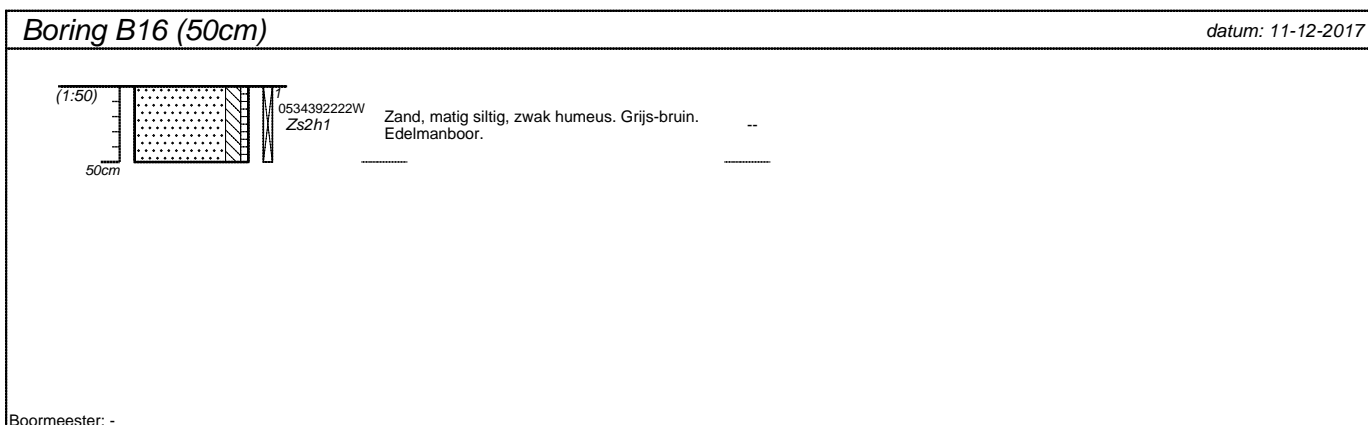 Boring B16 (50cm)
datum: 11-12-2017
(1:50)
1
0534392222W
Zs2h1
Zand, matig siltig, zwak humeus. Grijs-bruin.
Edelmanboor.
--
50cm
Boormeester: -